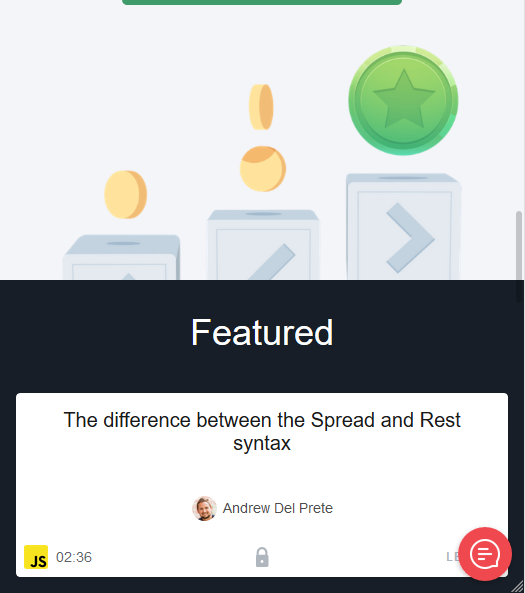 Featured
The difference between the Spread and Rest
syntax
Andrew Del Prete
JS
02:36